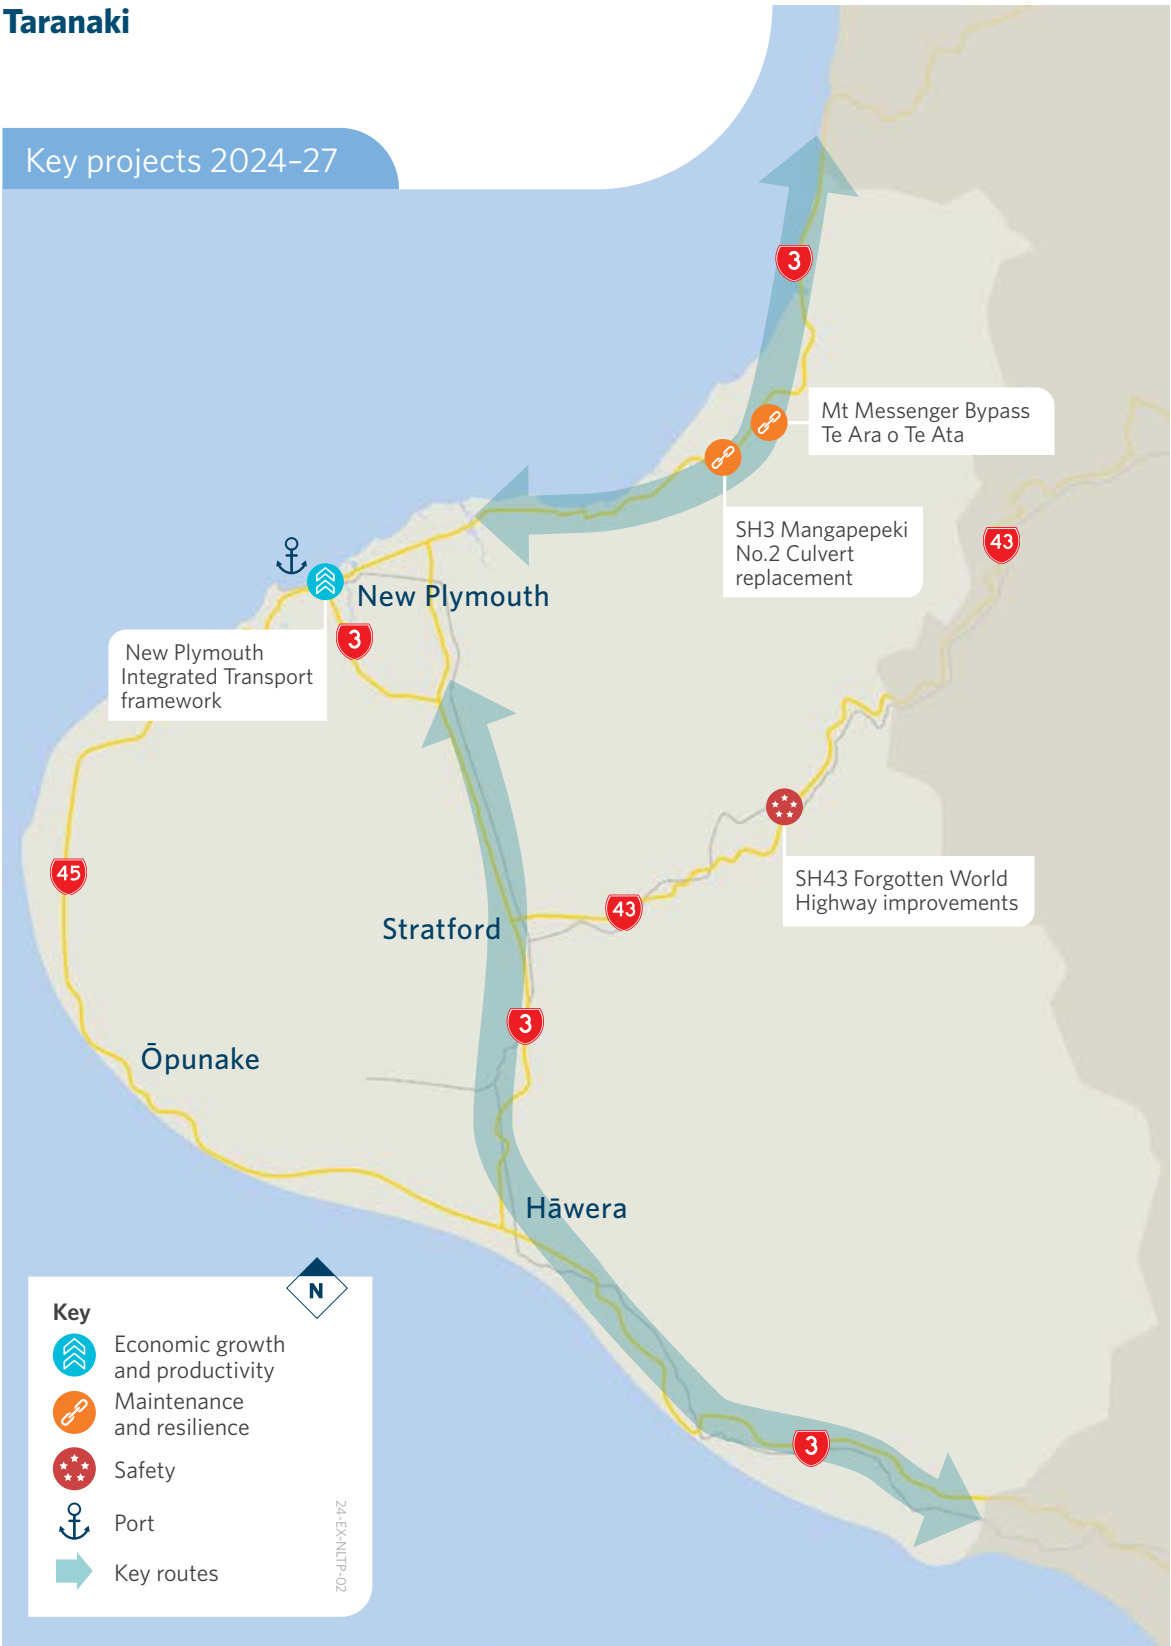 Taranaki
Key projects 2024–27
3
Mt Messenger Bypass
Te Ara o Te Ata
SH3 Mangapepeki
No.2 Culvert
replacement
43
New Plymouth
3
New Plymouth
Integrated Transport
framework
45
SH43 Forgotten World
Highway improvements
43
Stratford
3
Ōpunake
Hāwera
3
N
Key
Economic growth
and productivity
Maintenance
and resilience
Safety
Port
Key routes
24-EX-NLTP-02